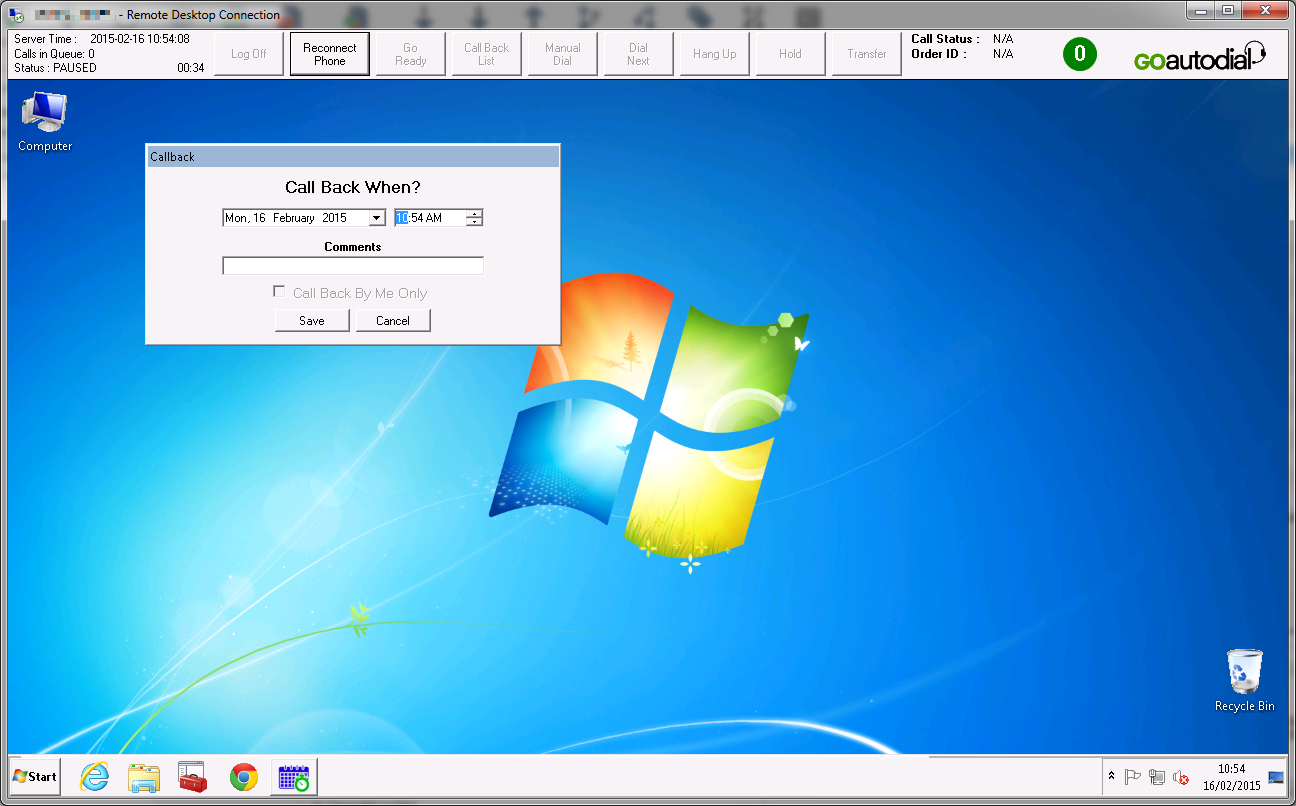 - Remote Desktop Connection
Server Time : 2015-02-16 10:54:08
Calls in Queue: 0
Status : PAUSED 00:34
Log Off
Reconnect
Phone
Go
Ready
Call Back
List
Manual
Dial
Dial
Next
Hang Up
Hold
Transfer
Call Status : N/A
Order ID : N/A
0
GOautodial
Computer
Callback
Call Back When?
Mon, 16 February 2015
10:54 AM
Comments
Call Back By Me Only
Save
Cancel
Recycle Bin
Start
10:54
16/02/2015